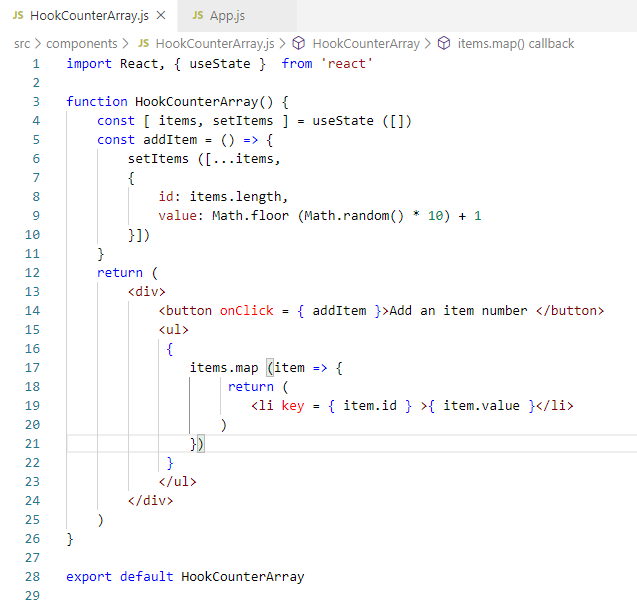 JS HookCounterArray.js × JS App.js
src > components > JS HookCounterArray.js > HookCounterArray > items.map() callback
1 import React, { useState }  from 'react'
2
3 function HookCounterArray() {
4     const [ items, setItems ] = useState ([])
5     const addItem = () => {
6         setItems ([...items,
7         {
8             id: items.length,
9             value: Math.floor (Math.random() * 10) + 1
10         }])
11     }
12     return (
13         <div>
14             <button onClick = { addItem }>Add an item number </button>
15             <ul>
16              {
17                 items.map (item => {
18                      return (
19                         <li key = { item.id } >{ item.value }</li>
20                     )
21                 })
22              }
23             </ul>
24         </div>
25     )
26 }
27
28 export default HookCounterArray
29